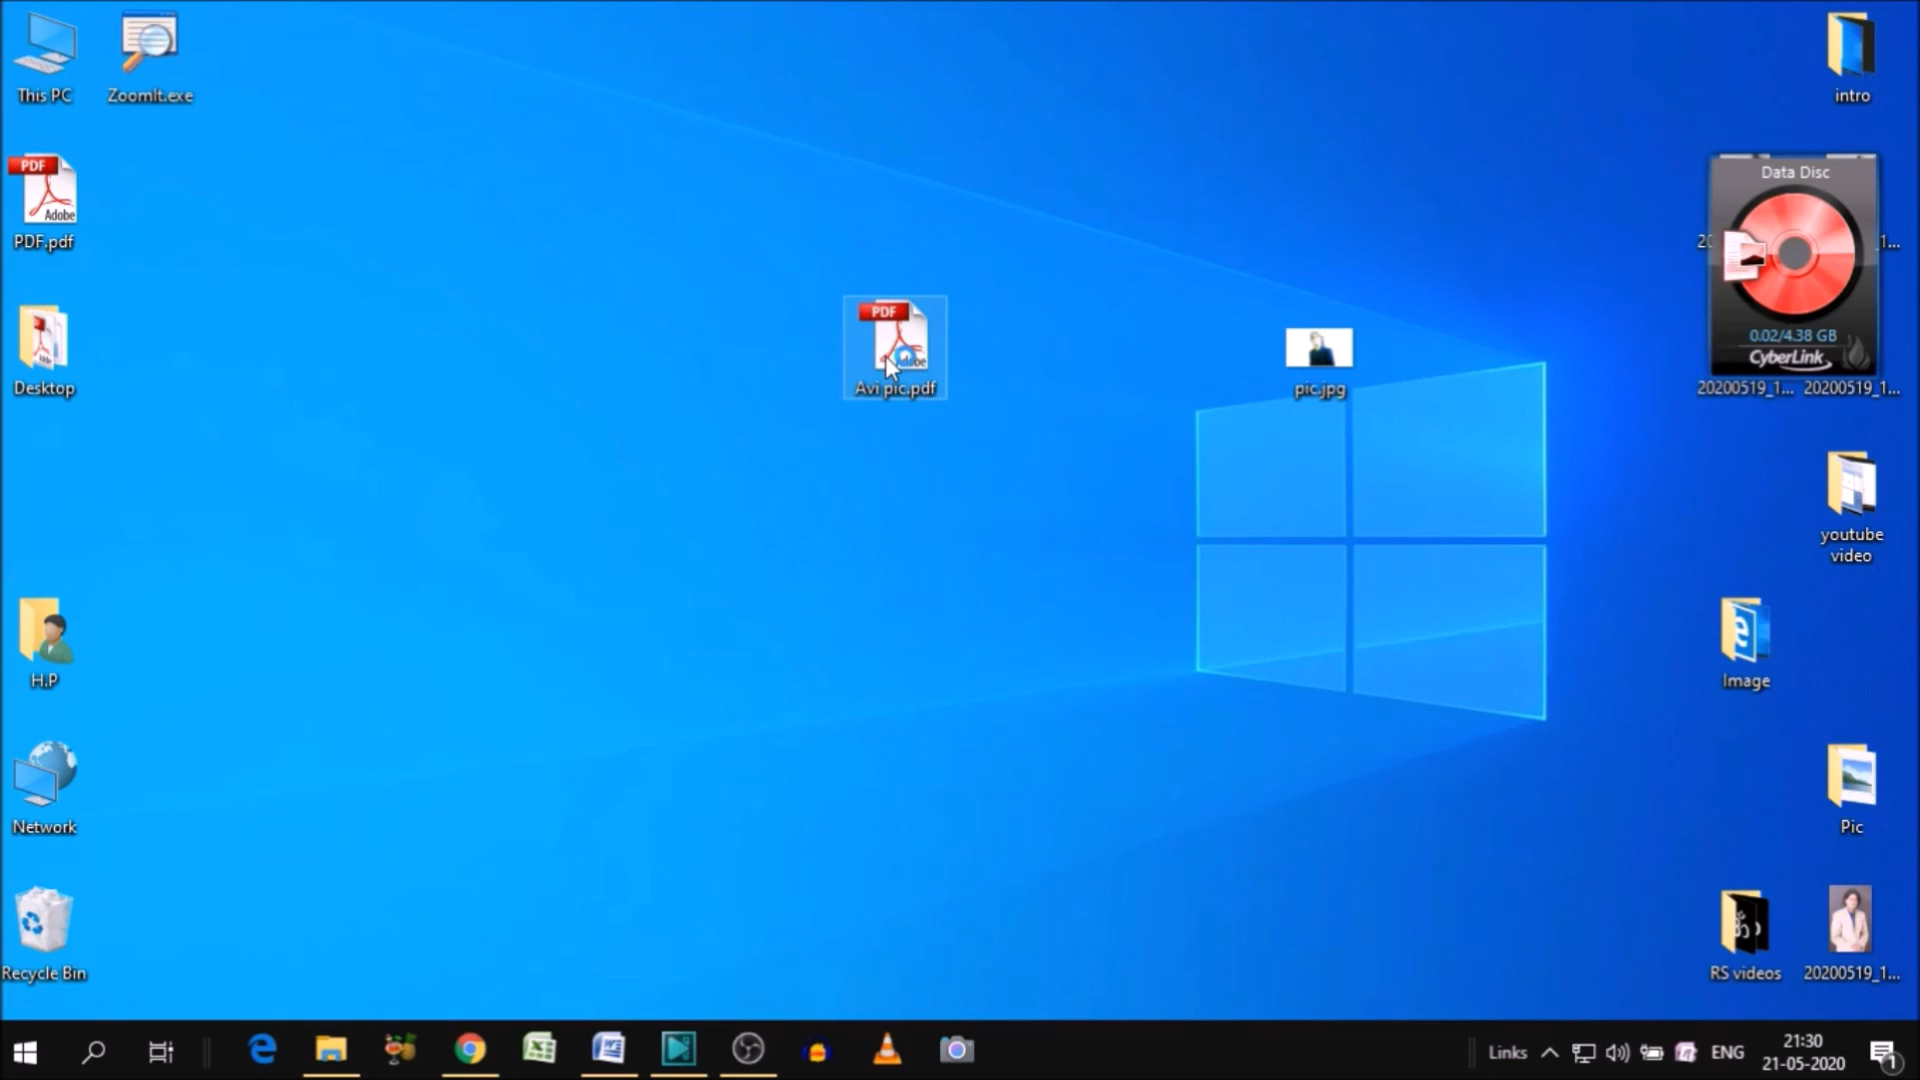 This PC
ZoomIt.exe
intro
PDF
Adobe
PDF.pdf
Data Disc
0.02/4.38 GB
CyberLink
20200519_1...
20200519_1...
Desktop
PDF
Avi pic.pdf
pic.jpg
youtube
video
H.P
Image
Network
Pic
Recycle Bin
RS videos
20200519_1...
Links
ENG
21:30
21-05-2020
1